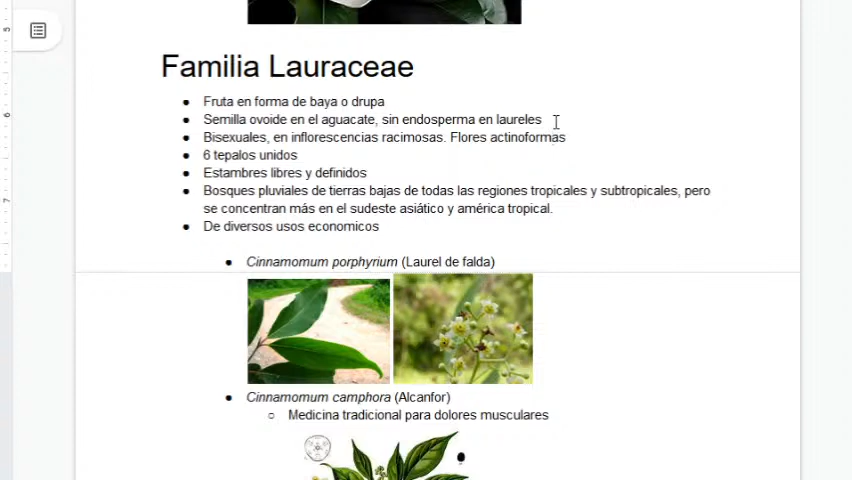 Familia Lauraceae
● Fruta en forma de baya o drupa
● Semilla ovoide en el aguacate, sin endosperma en laureles
● Bisexuales, en inflorescencias racimosas. Flores actinoformas
● 6 tepalos unidos
● Estambres libres y definidos
● Bosques pluviales de tierras bajas de todas las regiones tropicales y subtropicales, pero
se concentran más en el sudeste asiático y américa tropical.
● De diversos usos economicos
● Cinnamomum porphyrium (Laurel de falda)
● Cinnamomum camphora (Alcanfor)
○ Medicina tradicional para dolores musculares
5
6
7